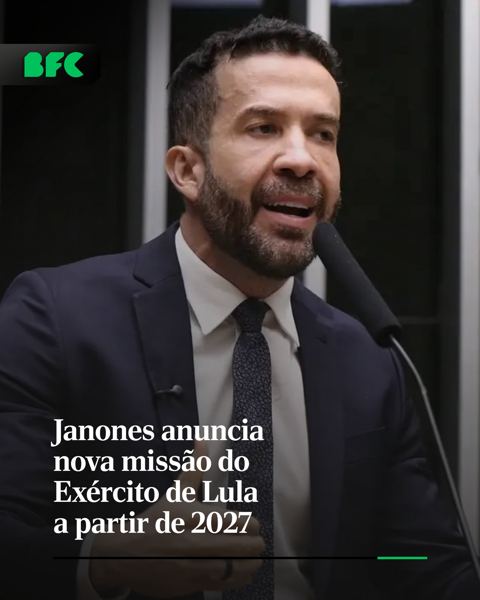 BFC
Janones anuncia
nova missão do
Exército de Lula
a partir de 2027